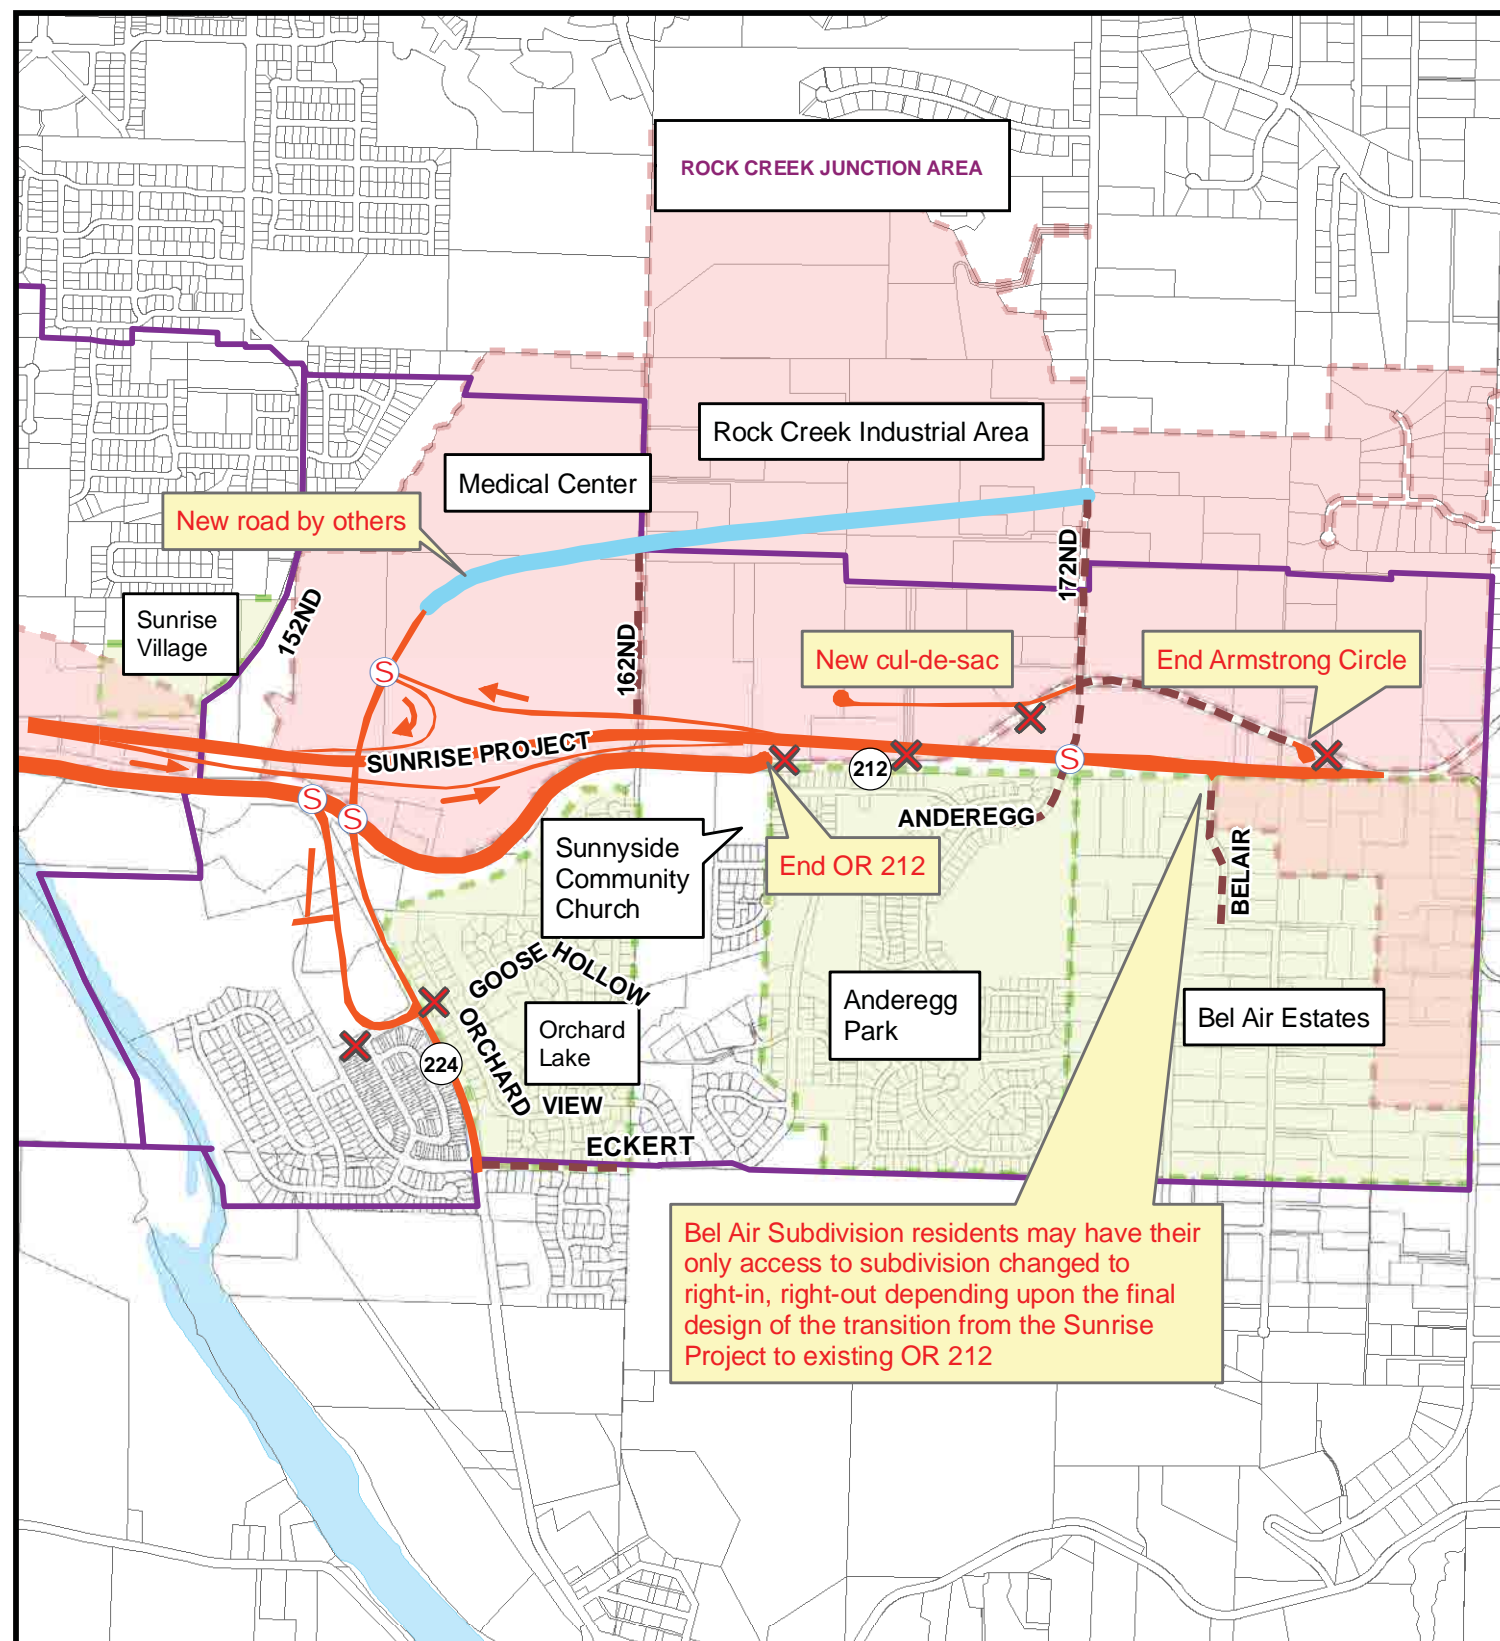 ROCK CREEK JUNCTION AREA
Rock Creek Industrial Area
Medical Center
New road by others
172ND
Sunrise
Village
152ND
162ND
New cul-de-sac
End Armstrong Circle
S
SUNRISE PROJECT
S
212
S
S
ANDEREGG
Sunnyside
Community
Church
End OR 212
BELAIR
GOOSE HOLLOW
Anderegg
Park
Bel Air Estates
ORCHARD
VIEW
Orchard
Lake
224
ECKERT
Bel Air Subdivision residents may have their
only access to subdivision changed to
right-in, right-out depending upon the final
design of the transition from the Sunrise
Project to existing OR 212